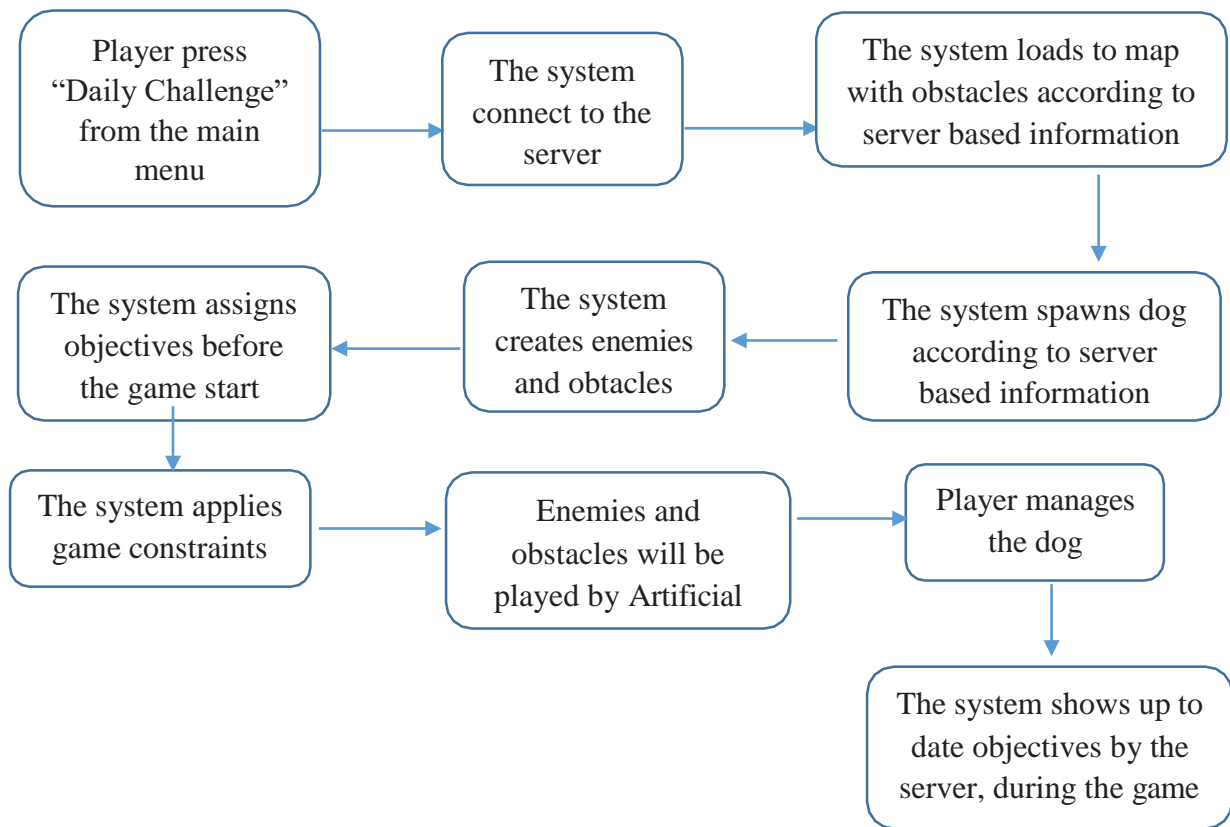 Player press
“Daily Challenge”
from the main
menu
The system
connect to the
server
The system loads to map
with obstacles according to
server based information
The system spawns dog
according to server
based information
The system
creates enemies
and obtacles
The system assigns
objectives before
the game start
The system applies
game constraints
Enemies and
obstacles will be
played by Artificial
Player manages
the dog
The system shows up to
date objectives by the
server, during the game